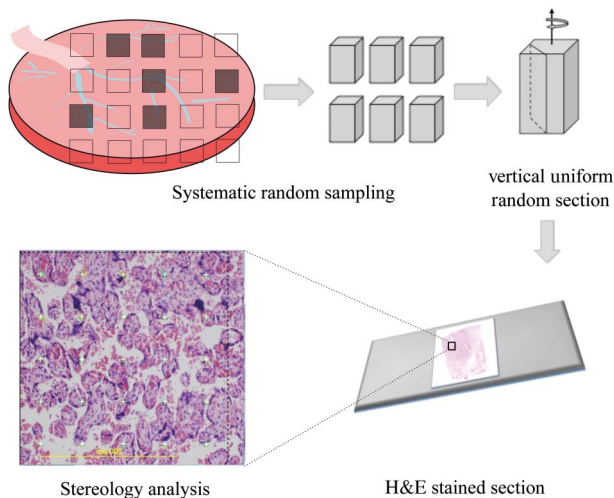 Systematic random sampling
vertical uniform
random section
Stereology analysis
H&E stained section